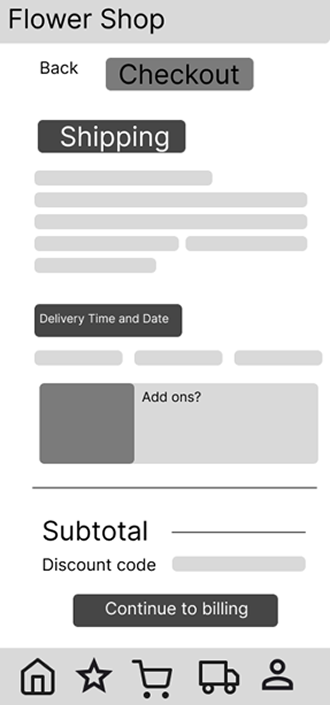 Flower Shop
Back
Checkout
Shipping
Delivery Time and Date
Add ons?
Subtotal
Discount code
Continue to billing